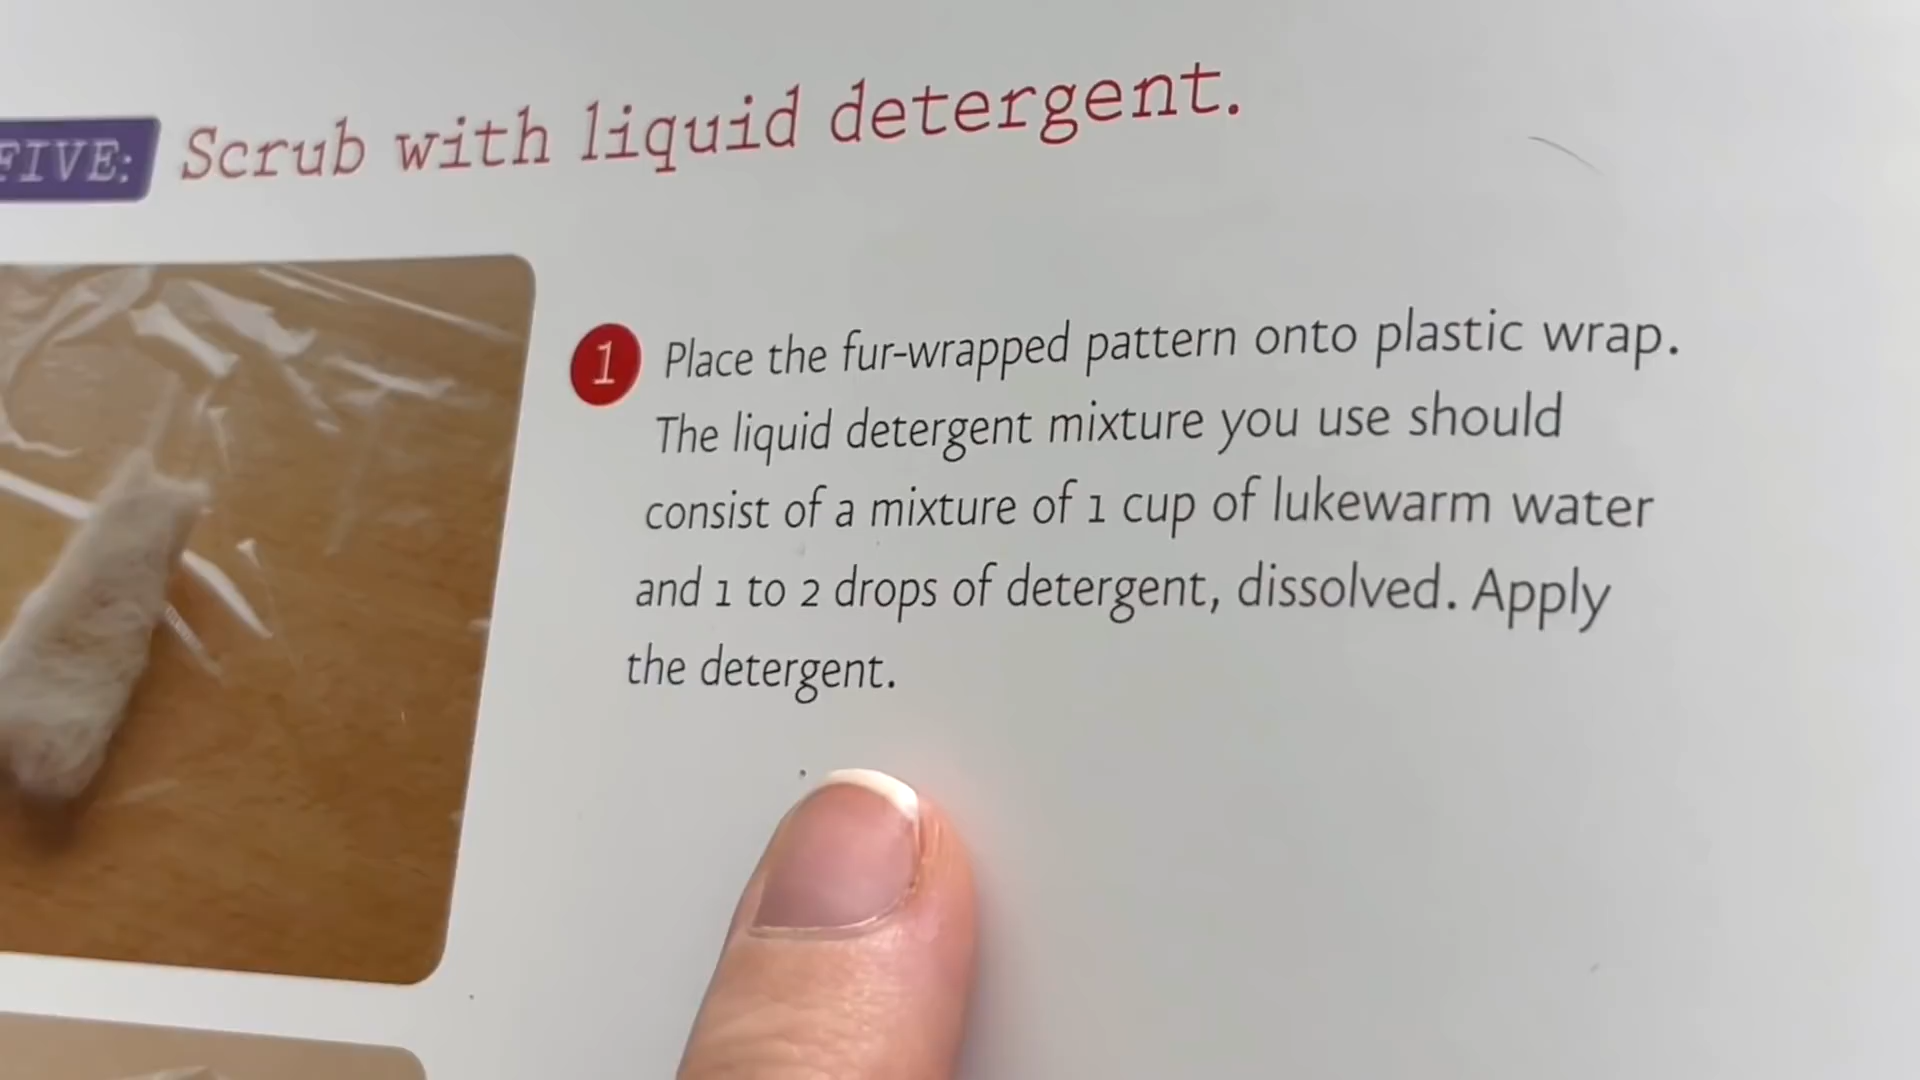 FIVE: Scrub with liquid detergent.
1 Place the fur-wrapped pattern onto plastic wrap.
The liquid detergent mixture you use should
consist of a mixture of 1 cup of lukewarm water
and 1 to 2 drops of detergent, dissolved. Apply
the detergent.